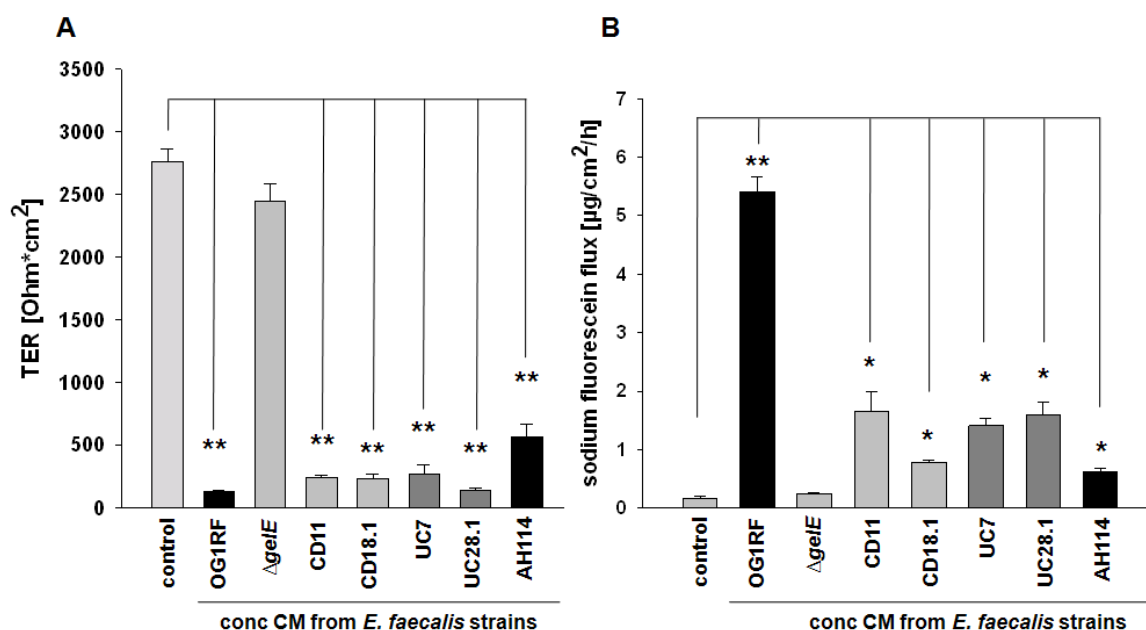 A
TER [Ohm*cm2]
3500
3000
2500
2000
1500
1000
500
0
**
**
**
**
**
**
control
OG1RF
ΔgelE
CD11
CD18.1
UC7
UC28.1
AH114
conc CM from E. faecalis strains
B
sodium fluorescein flux [µg/cm2/h]
7
6
5
4
3
2
1
0
**
*
*
*
*
*
control
OG1RF
ΔgelE
CD11
CD18.1
UC7
UC28.1
AH114
conc CM from E. faecalis strains